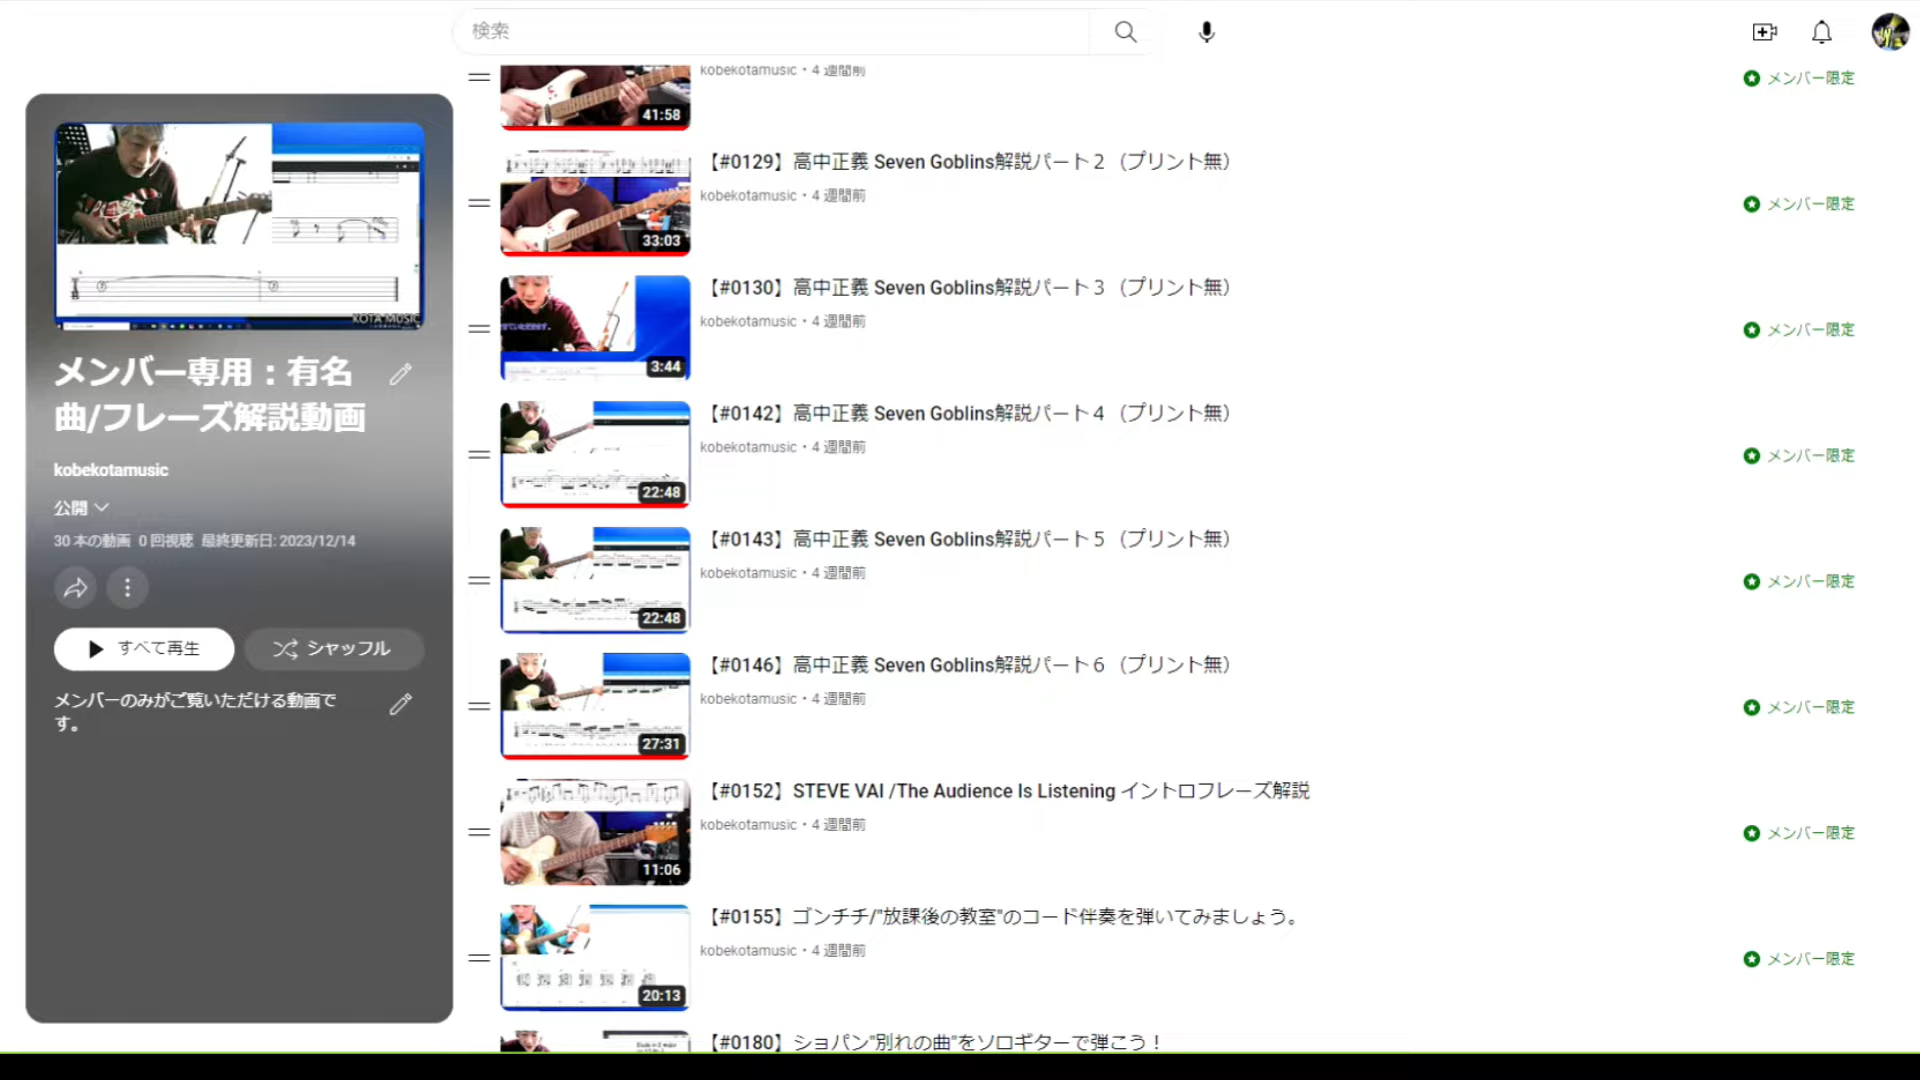 検索
KOTA MUSIC
メンバー専用：有名
曲/フレーズ解説動画
kobekotamusic
公開
30 本の動画 0 回視聴 最終更新日: 2023/12/14
すべて再生
シャッフル
メンバーのみがご覧いただける動画で
す。
kobekotamusic・4 週間前
41:58
メンバー限定
【#0129】高中正義 Seven Goblins解説パート２（プリント無）
kobekotamusic・4 週間前
33:03
メンバー限定
【#0130】高中正義 Seven Goblins解説パート３（プリント無）
kobekotamusic・4 週間前
3:44
メンバー限定
【#0142】高中正義 Seven Goblins解説パート４（プリント無）
kobekotamusic・4 週間前
22:48
メンバー限定
【#0143】高中正義 Seven Goblins解説パート５（プリント無）
kobekotamusic・4 週間前
22:48
メンバー限定
【#0146】高中正義 Seven Goblins解説パート６（プリント無）
kobekotamusic・4 週間前
27:31
メンバー限定
【#0152】STEVE VAI /The Audience Is Listening イントロフレーズ解説
kobekotamusic・4 週間前
11:06
メンバー限定
【#0155】ゴンチチ/"放課後の教室"のコード伴奏を弾いてみましょう。
kobekotamusic・4 週間前
20:13
メンバー限定
【#0180】ショパン"別れの曲"をソロギターで弾こう！